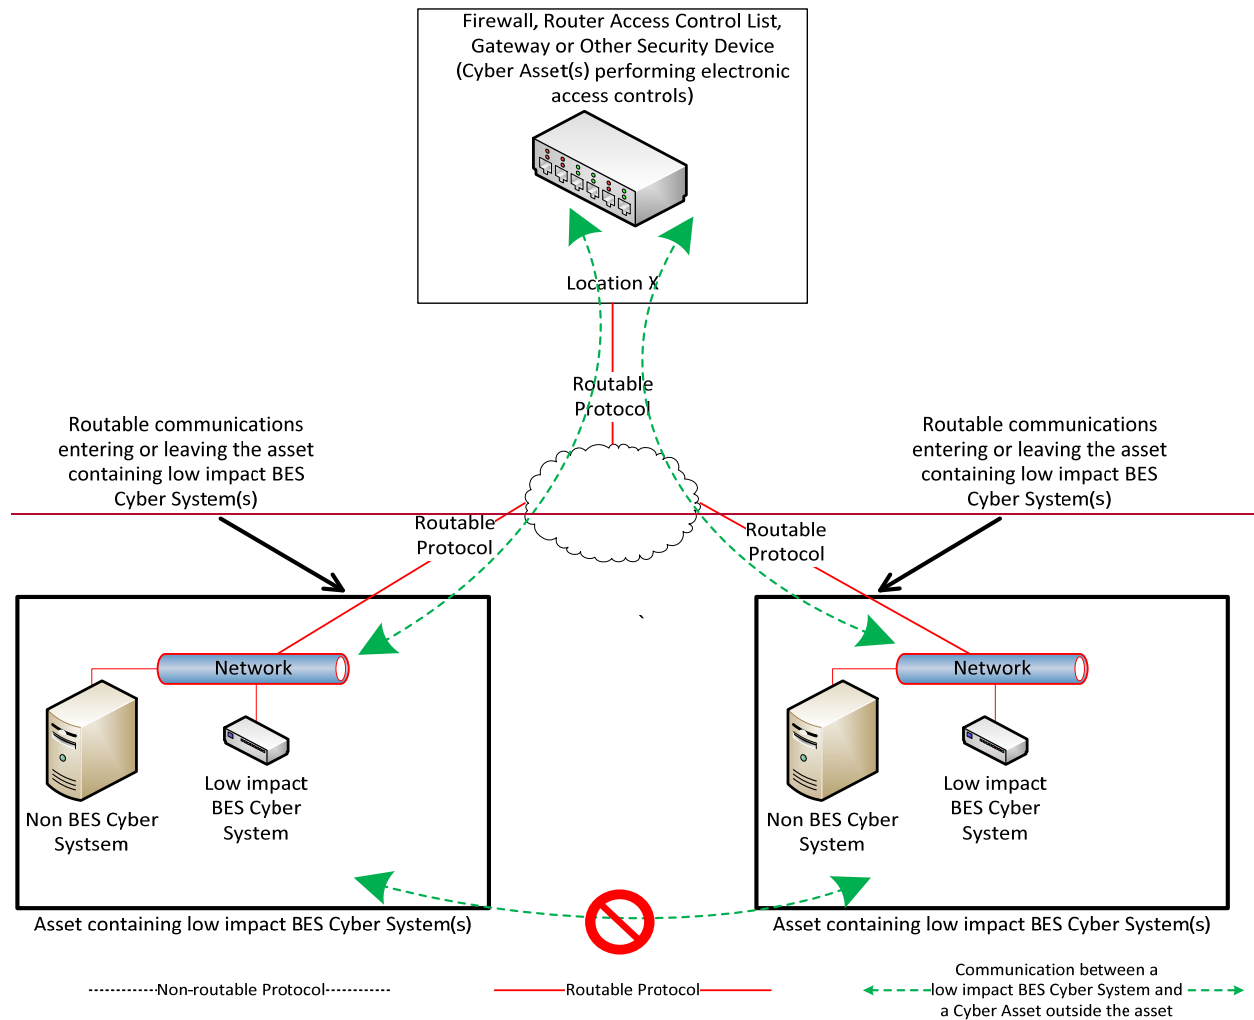 Firewall, Router Access Control List,
Gateway or Other Security Device
(Cyber Asset(s) performing electronic
access controls)
Location X
Routable
Protocol
Routable communications
entering or leaving the asset
containing low impact BES
Cyber System(s)
Routable communications
entering or leaving the asset
containing low impact BES
Cyber System(s)
Routable
Protocol
Routable
Protocol
Network
Non BES Cyber
Systsem
Low impact
BES Cyber
System
Network
Non BES Cyber
System
Low impact
BES Cyber
System
Asset containing low impact BES Cyber System(s)
Asset containing low impact BES Cyber System(s)
Non-routable Protocol
Routable Protocol
Communication between a
low impact BES Cyber System and
a Cyber Asset outside the asset